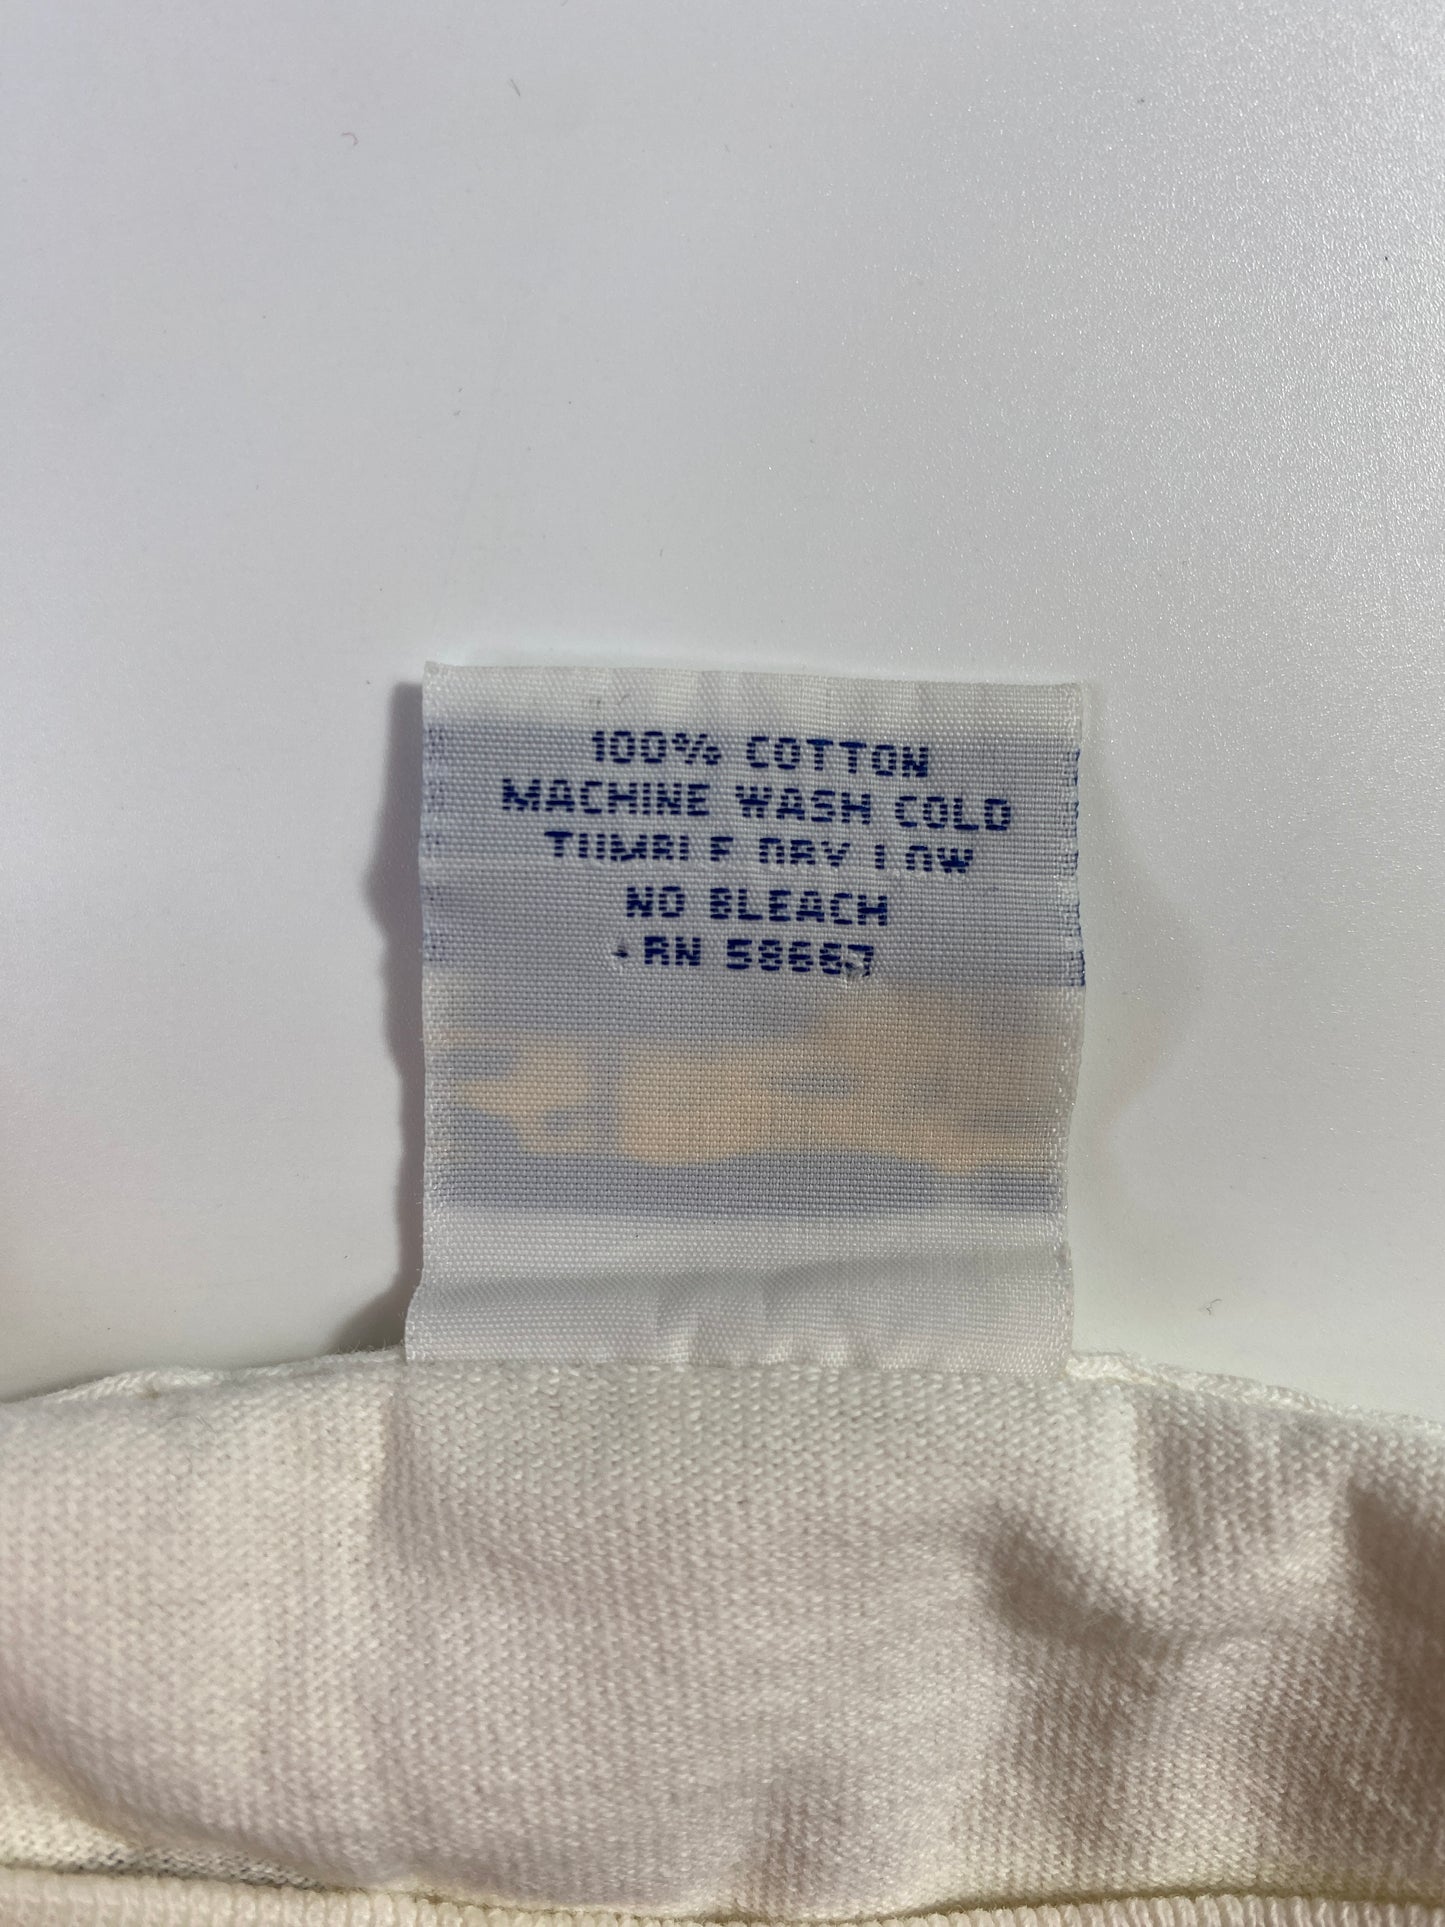 100% COTTON
MACHINE WASH COLD
TUMBLE DRY LOW
NO BLEACH
RN 58667